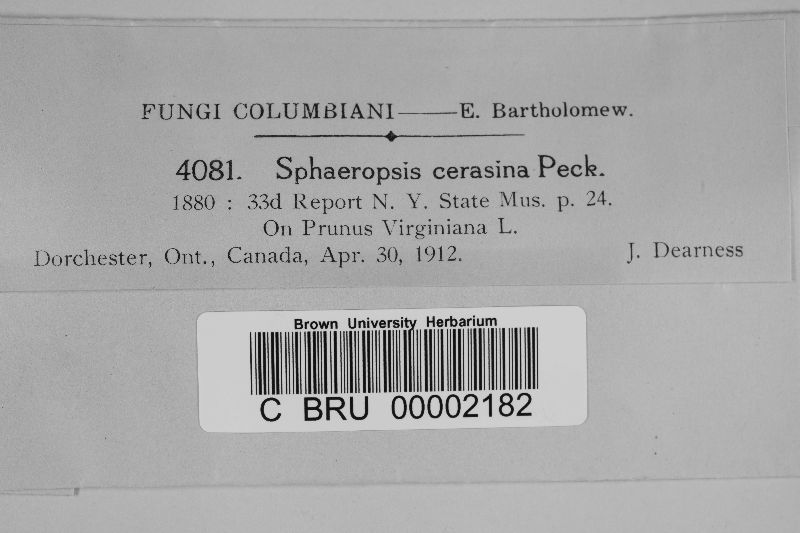 FUNGI COLUMBIANI——E. Bartholomew.
4081. Sphaeropsis cerasina Peck.
1880 : 33d Report N. Y. State Mus. p. 24.
On Prunus Virginiana L.
Dorchester, Ont., Canada, Apr. 30, 1912. J. Dearness
Brown University Herbarium
C BRU 00002182